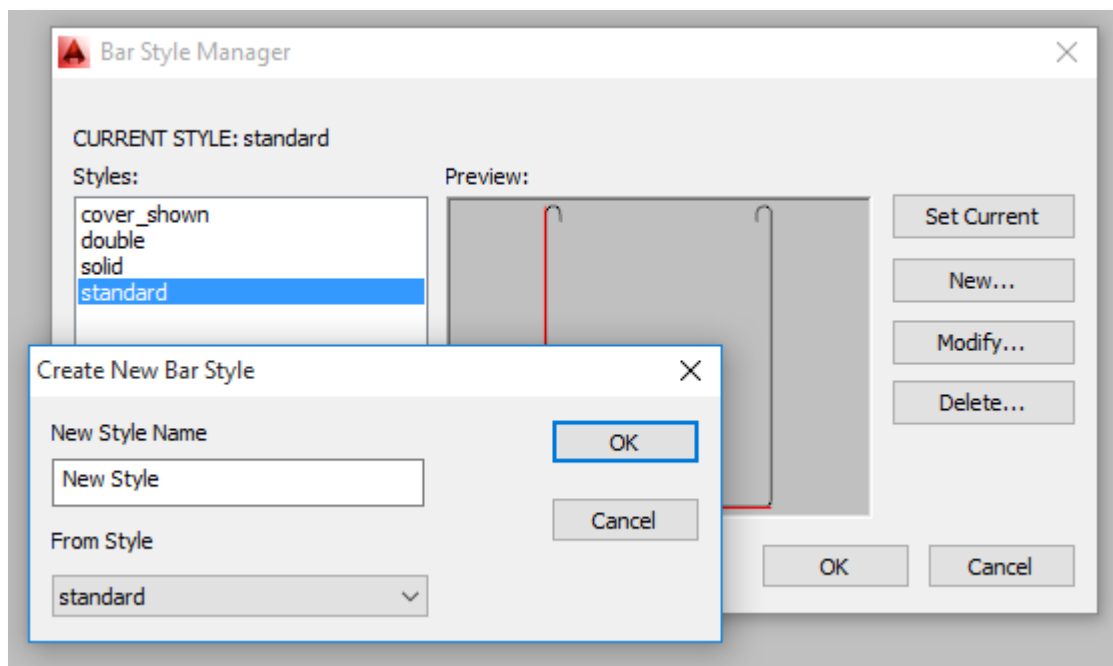 Bar Style Manager
CURRENT STYLE: standard
Styles:
Preview:
cover_shown
double
solid
standard
Set Current
New...
Modify...
Delete...
OK
Cancel
Create New Bar Style
New Style Name
New Style
From Style
standard
OK
Cancel